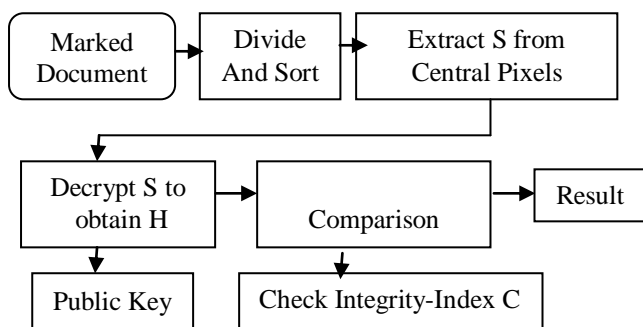 Marked
Document
Divide
And Sort
Extract S from
Central Pixels
Decrypt S to
obtain H
Comparison
Result
Public Key
Check Integrity-Index C